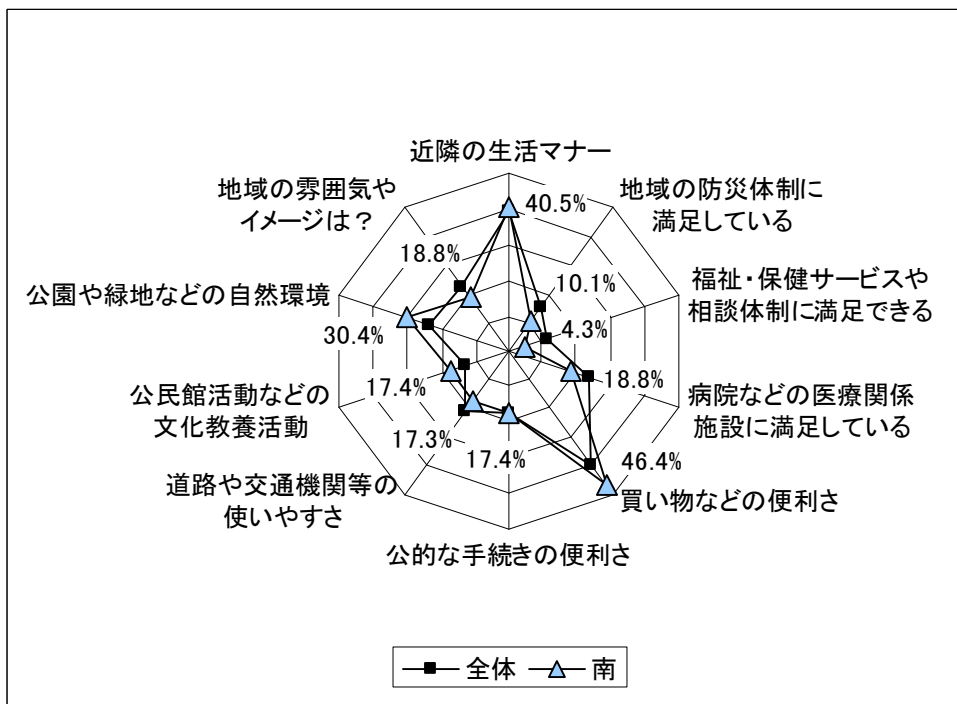 近隣の生活マナー
40.5%
地域の防災体制に
満足している
10.1%
福祉・保健サービスや
相談体制に満足できる
4.3%
病院などの医療関係
施設に満足している
18.8%
買い物などの便利さ
46.4%
公的な手続きの便利さ
17.4%
道路や交通機関等の
使いやすさ
17.3%
公民館活動などの
文化教養活動
17.4%
公園や緑地などの自然環境
30.4%
地域の雰囲気や
イメージは？
18.8%
全体 南